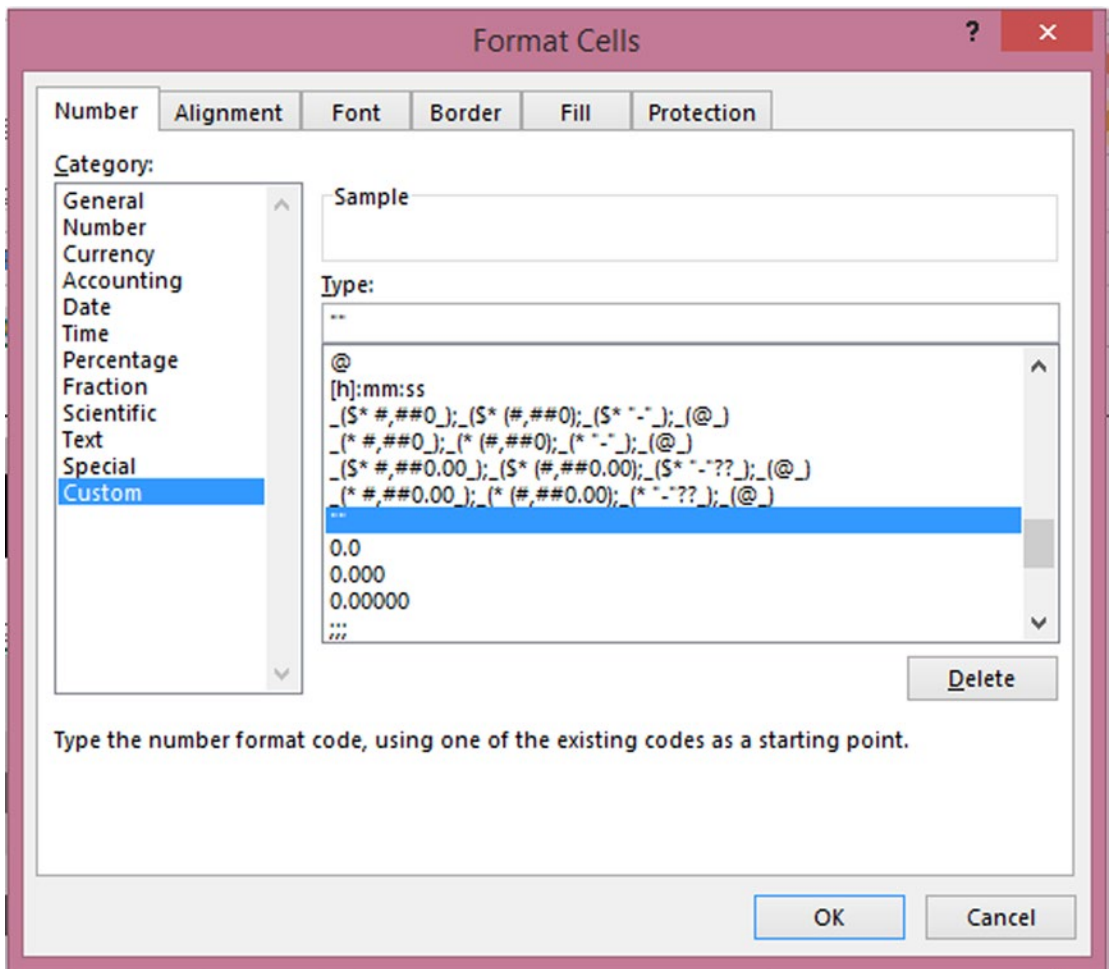 Format Cells
?
×
Number
Alignment
Font
Border
Fill
Protection
Category:
General
Number
Currency
Accounting
Date
Time
Percentage
Fraction
Scientific
Text
Special
Custom
Sample
Type:
""
@
[h]:mm:ss
_($* #,##0_);_($* (#,##0);_($* "-"_);_(@_)
_(* #,##0_);_(* (#,##0);_(* "-"_);_(@_)
_($* #,##0.00_);_($* (#,##0.00);_($* "-"??_);_(@_)
_(* #,##0.00_);_(* (#,##0.00);_(* "-"??_);_(@_)
""
0.0
0.000
0.00000
;;;
Delete
Type the number format code, using one of the existing codes as a starting point.
OK
Cancel